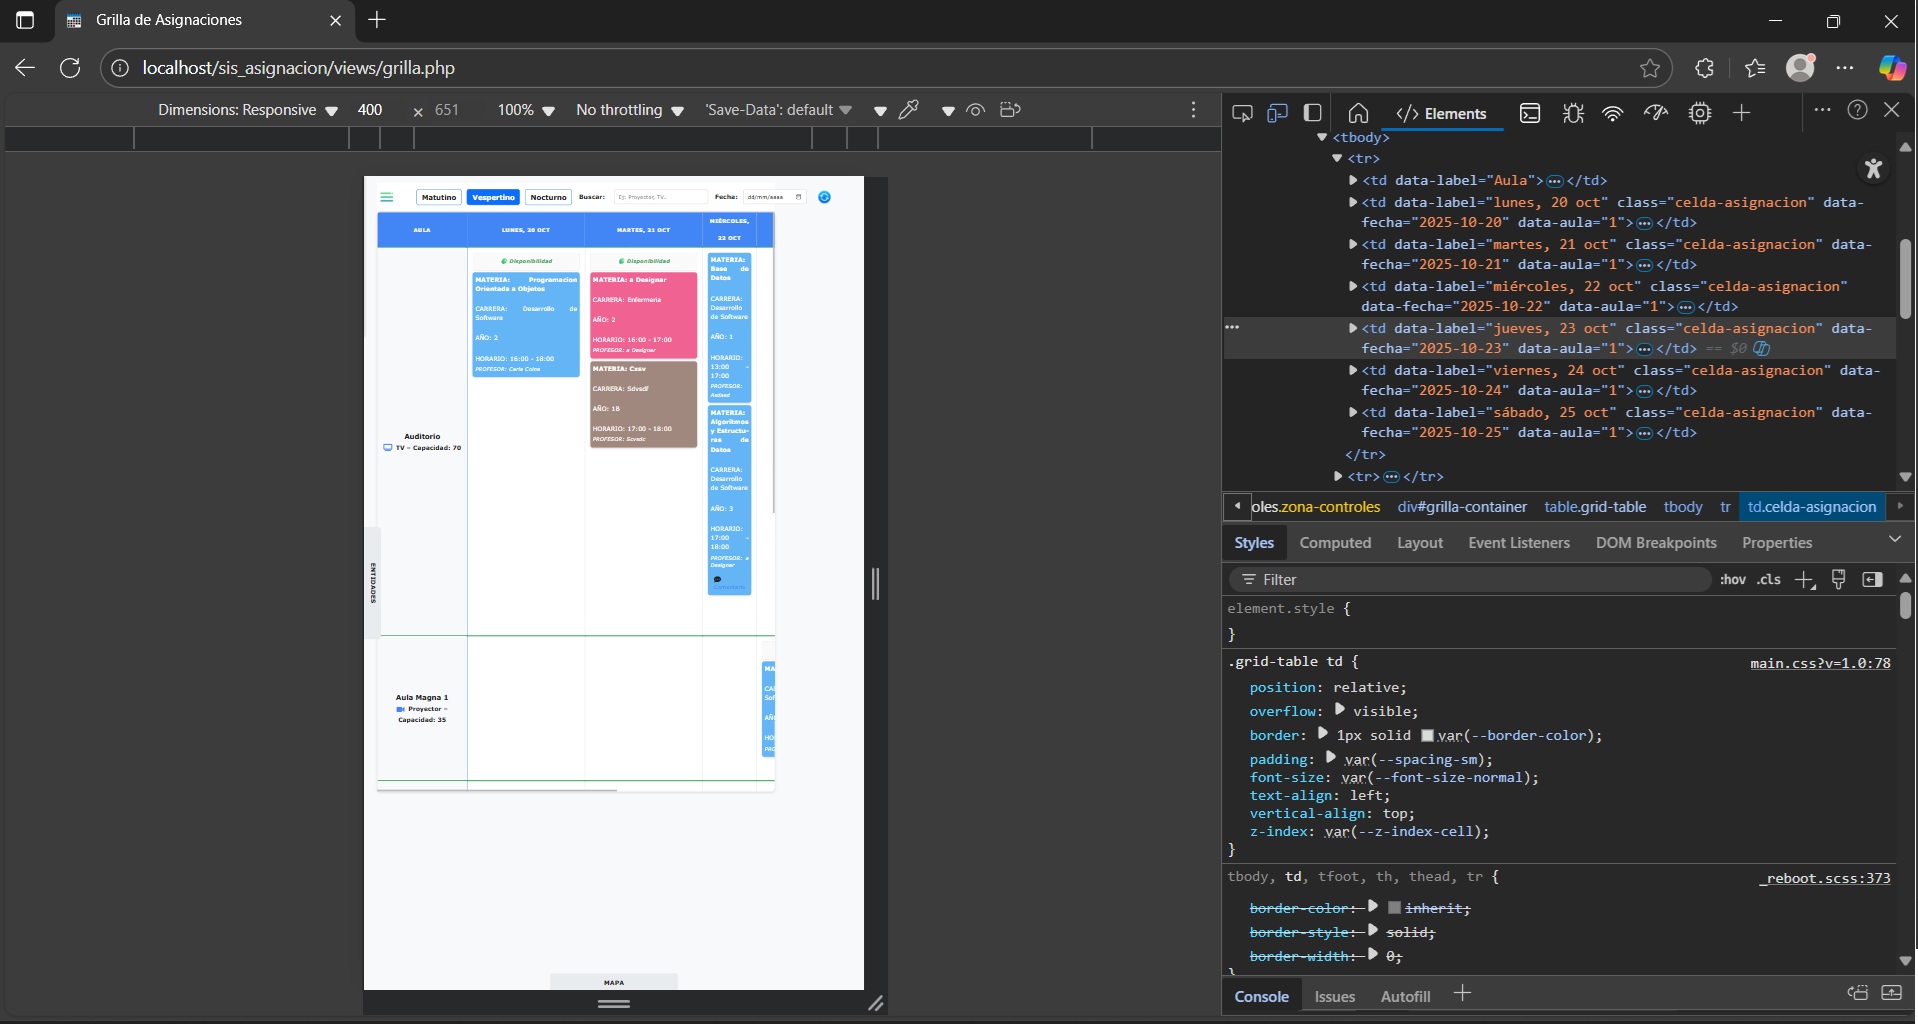 Grilla de Asignaciones
localhost/sis_asignacion/views/grilla.php
Dimensions: Responsive 400 × 651 100% No throttling 'Save-Data': default
Matutino Vespertino Nocturno Buscar: Ej: Proyector, TV... Fecha: dd/mm/aaaa
AULA LUNES, 20 OCT MARTES, 21 OCT MIÉRCOLES, 22 OCT
Auditorio
TV - Capacidad: 70
Disponibilidad
MATERIA: Programacion
Orientada a Objetos
CARRERA: Desarrollo de
Software
AÑO: 2
HORARIO: 16:00 - 18:00
PROFESOR: Carla Colne
Disponibilidad
MATERIA: a Designar
CARRERA: Enfermeria
AÑO: 2
HORARIO: 16:00 - 17:00
PROFESOR: a Designar
MATERIA: Cxsv
CARRERA: Sdvsdf
AÑO: 1B
HORARIO: 17:00 - 18:00
MATERIA:
Base de
Datos
CARRERA:
Desarrollo
de Software
AÑO: 1
HORARIO:
13:00 -
17:00
PROFESOR:
MATERIA:
Algoritmos
y Estructu-
ras de
Datos
CARRERA:
Desarrollo
de Software
AÑO: 3
HORARIO:
17:00 -
18:00
PROFESOR: a
Designar
ENTIDADES
Aula Magna 1
Proyector -
Capacidad: 35
MA
CA
Sof
AÑ
HO
PRO
MAPA
Elements
<tbody>
<tr>
<td data-label="Aula">…</td>
<td data-label="lunes, 20 oct" class="celda-asignacion" data-
fecha="2025-10-20" data-aula="1">…</td>
<td data-label="martes, 21 oct" class="celda-asignacion" data-
fecha="2025-10-21" data-aula="1">…</td>
<td data-label="miércoles, 22 oct" class="celda-asignacion"
data-fecha="2025-10-22" data-aula="1">…</td>
<td data-label="jueves, 23 oct" class="celda-asignacion" data-
fecha="2025-10-23" data-aula="1">…</td> == $0
<td data-label="viernes, 24 oct" class="celda-asignacion" data-
fecha="2025-10-24" data-aula="1">…</td>
<td data-label="sábado, 25 oct" class="celda-asignacion" data-
fecha="2025-10-25" data-aula="1">…</td>
</tr>
<tr>…</tr>
oles.zona-controles div#grilla-container table.grid-table tbody tr td.celda-asignacion
Styles Computed Layout Event Listeners DOM Breakpoints Properties
Filter :hov .cls
element.style {
}
.grid-table td { main.css?v=1.0:78
position: relative;
overflow: visible;
border: 1px solid var(--border-color);
padding: var(--spacing-sm);
font-size: var(--font-size-normal);
text-align: left;
vertical-align: top;
z-index: var(--z-index-cell);
}
tbody, td, tfoot, th, thead, tr { _reboot.scss:373
border-color: inherit;
border-style: solid;
border-width: 0;
}
Console Issues Autofill